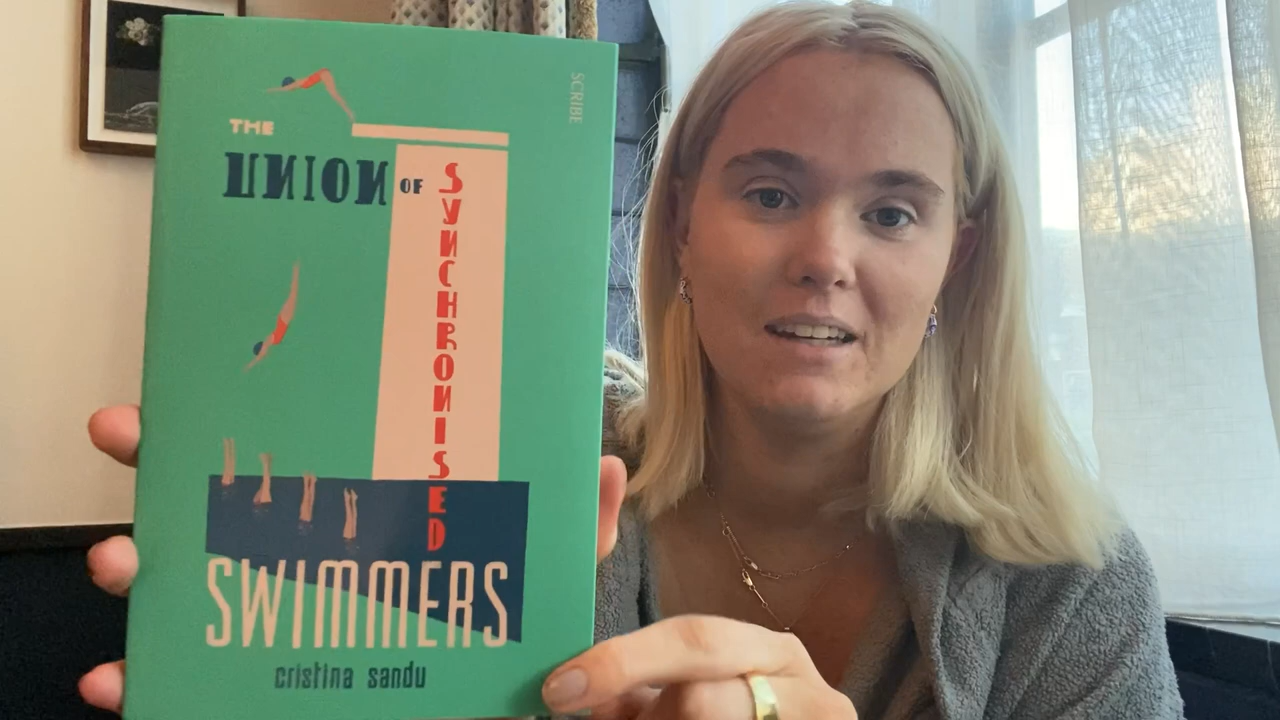 SCRIBE
THE
UNION OF
SYNCHRONISED
SWIMMERS
cristina sandu